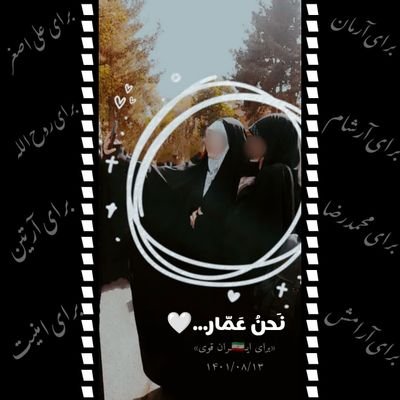 برای آرمان
برای آرشام
برای محمدرضا
برای آرامش
برای علی اصغر
برای روح الله
برای آرتین
برای امنیت
نَحنُ عَمّار...🤍
«برای ایـ🇮🇷ـران قوی»
۱۴۰۱/۰۸/۱۳